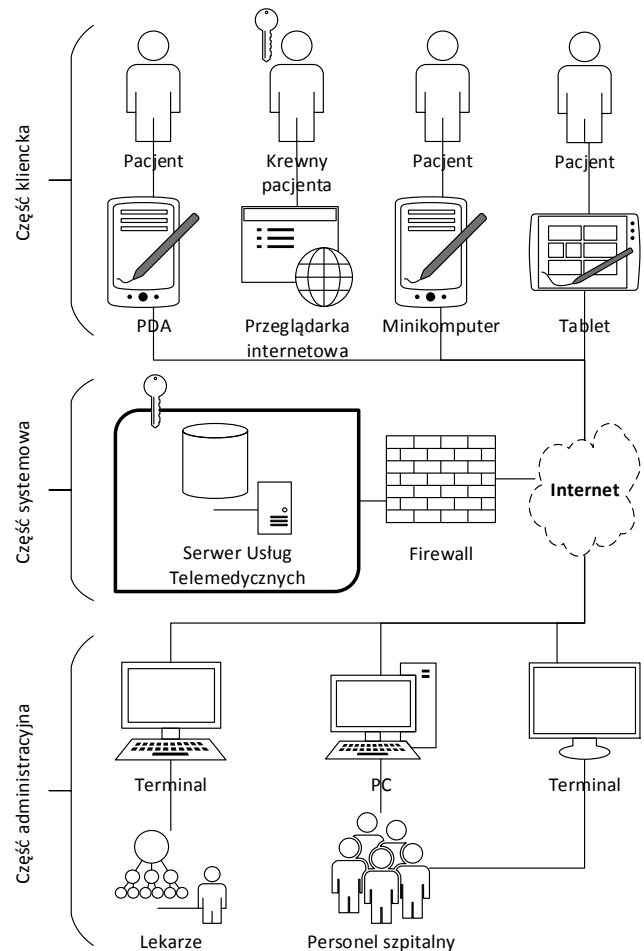 Część kliencka
Pacjent
Krewny
pacjenta
Pacjent
Pacjent
PDA
Przeglądarka
internetowa
Minikomputer
Tablet
Część systemowa
Serwer Usług
Telemedycznych
Firewall
Internet
Część administracyjna
Terminal
PC
Terminal
Lekarze
Personel szpitalny